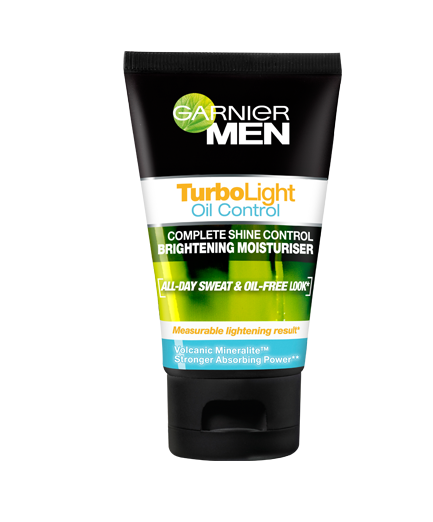 GARNIER
MEN
TurboLight
Oil Control
COMPLETE SHINE CONTROL
BRIGHTENING MOISTURISER
[ALL-DAY SWEAT & OIL-FREE LOOK*]
Measurable lightening result*
Volcanic Mineralite™
Stronger Absorbing Power**